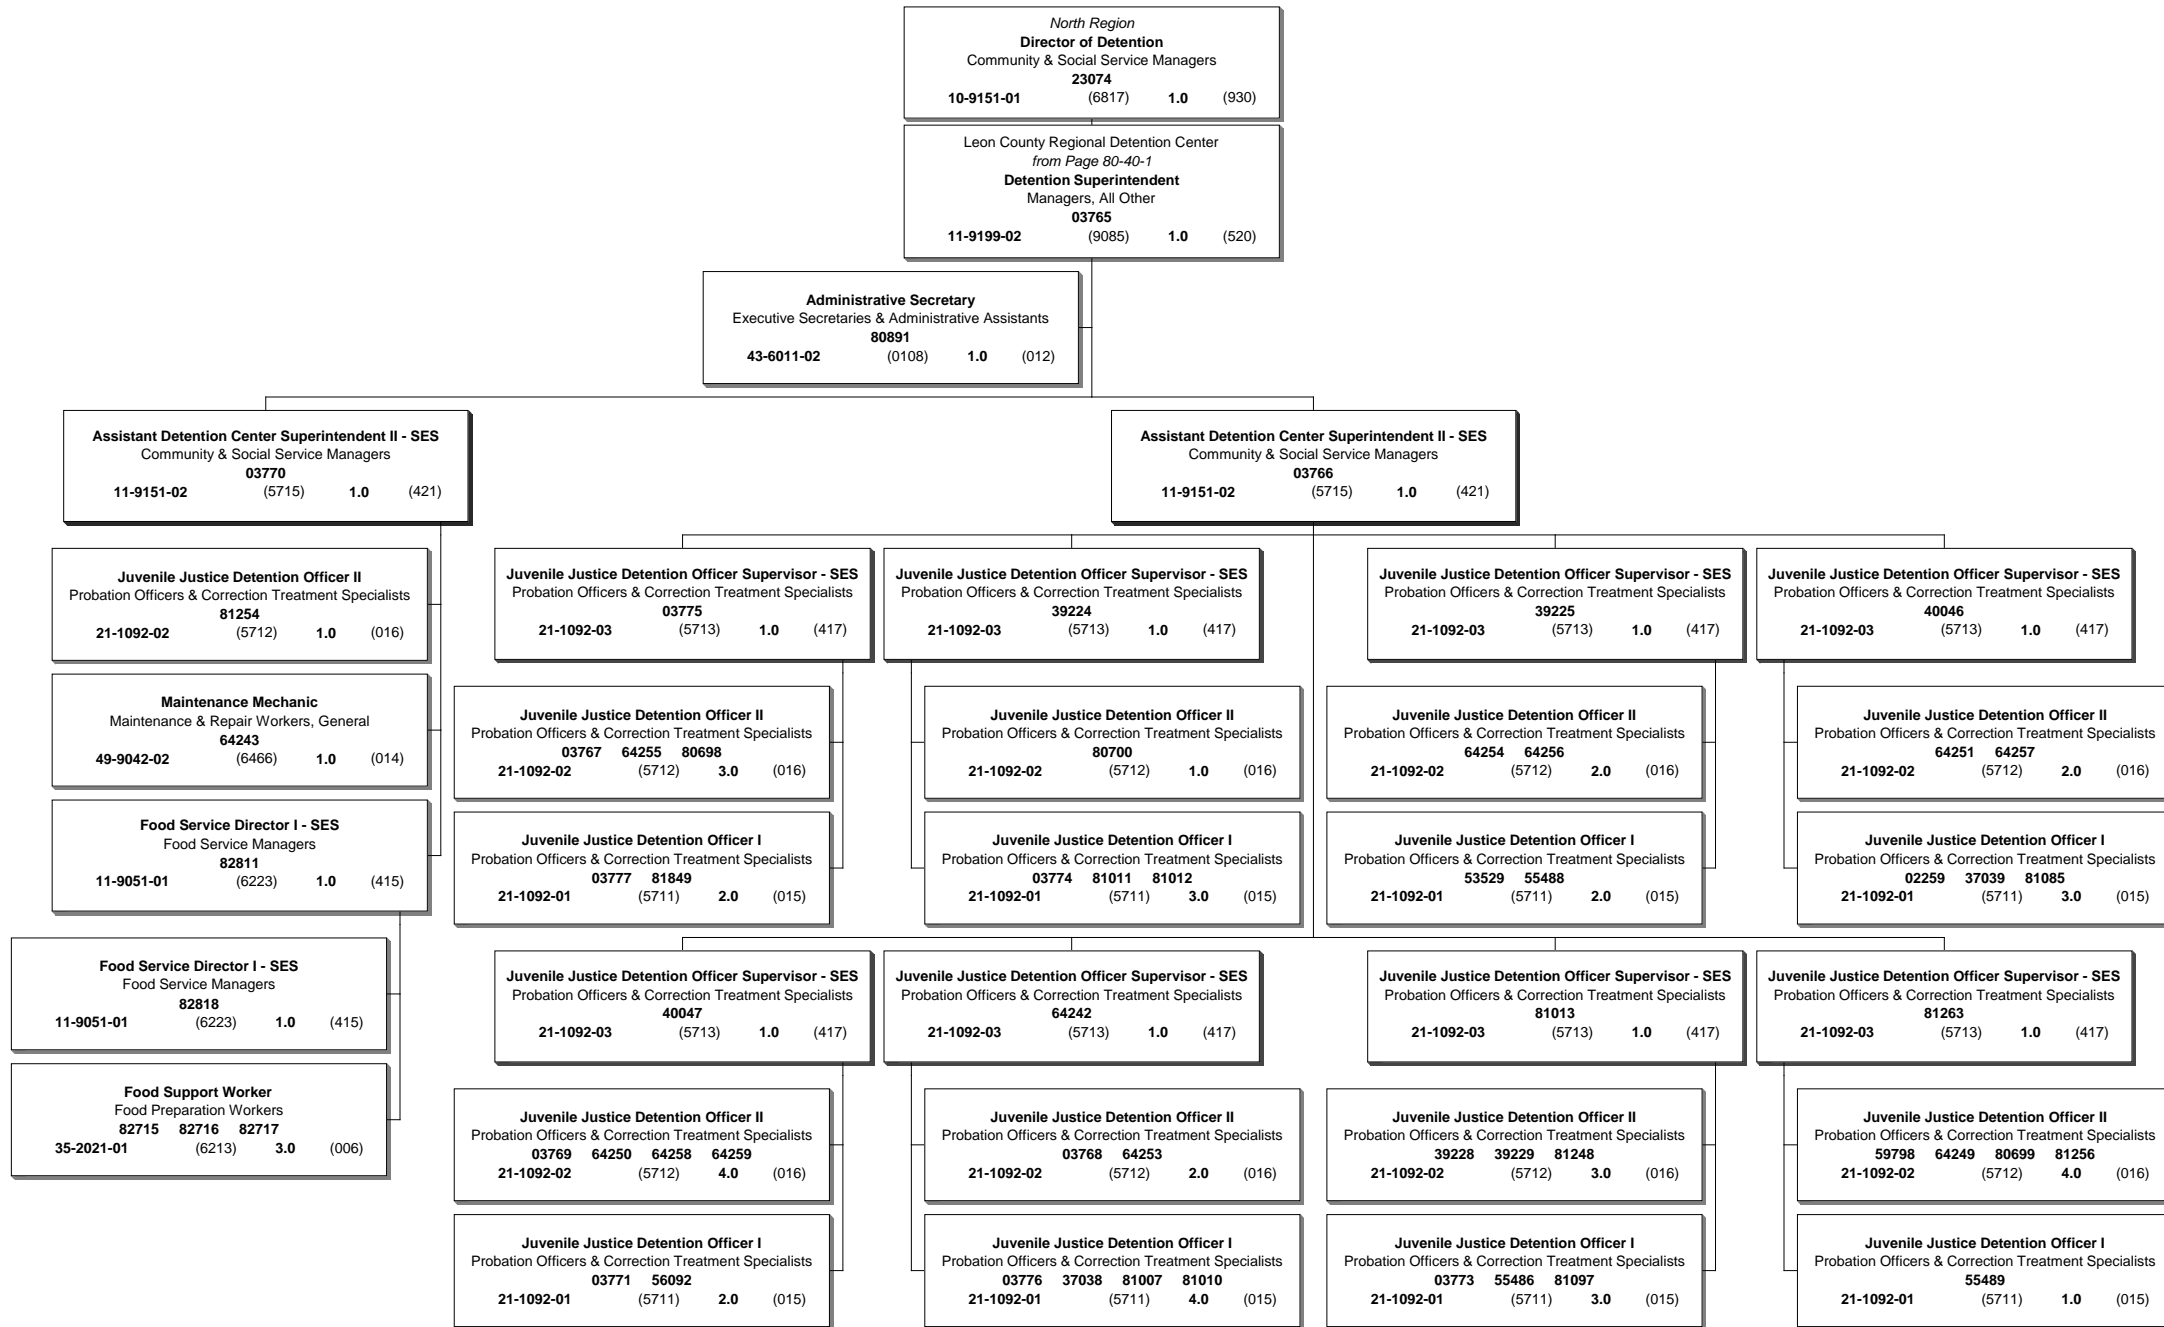 North Region
Director of Detention
Community & Social Service Managers
23074
10-9151-01 (6817) 1.0 (930)
Leon County Regional Detention Center
from Page 80-40-1
Detention Superintendent
Managers, All Other
03765
11-9199-02 (9085) 1.0 (520)
Administrative Secretary
Executive Secretaries & Administrative Assistants
80891
43-6011-02 (0108) 1.0 (012)
Assistant Detention Center Superintendent II - SES
Community & Social Service Managers
03770
11-9151-02 (5715) 1.0 (421)
Assistant Detention Center Superintendent II - SES
Community & Social Service Managers
03766
11-9151-02 (5715) 1.0 (421)
Juvenile Justice Detention Officer II
Probation Officers & Correction Treatment Specialists
81254
21-1092-02 (5712) 1.0 (016)
Maintenance Mechanic
Maintenance & Repair Workers, General
64243
49-9042-02 (6466) 1.0 (014)
Food Service Director I - SES
Food Service Managers
82811
11-9051-01 (6223) 1.0 (415)
Food Service Director I - SES
Food Service Managers
82818
11-9051-01 (6223) 1.0 (415)
Food Support Worker
Food Preparation Workers
82715 82716 82717
35-2021-01 (6213) 3.0 (006)
Juvenile Justice Detention Officer Supervisor - SES
Probation Officers & Correction Treatment Specialists
03775
21-1092-03 (5713) 1.0 (417)
Juvenile Justice Detention Officer II
Probation Officers & Correction Treatment Specialists
03767 64255 80698
21-1092-02 (5712) 3.0 (016)
Juvenile Justice Detention Officer I
Probation Officers & Correction Treatment Specialists
03777 81849
21-1092-01 (5711) 2.0 (015)
Juvenile Justice Detention Officer Supervisor - SES
Probation Officers & Correction Treatment Specialists
39224
21-1092-03 (5713) 1.0 (417)
Juvenile Justice Detention Officer II
Probation Officers & Correction Treatment Specialists
80700
21-1092-02 (5712) 1.0 (016)
Juvenile Justice Detention Officer I
Probation Officers & Correction Treatment Specialists
03774 81011 81012
21-1092-01 (5711) 3.0 (015)
Juvenile Justice Detention Officer Supervisor - SES
Probation Officers & Correction Treatment Specialists
39225
21-1092-03 (5713) 1.0 (417)
Juvenile Justice Detention Officer II
Probation Officers & Correction Treatment Specialists
64254 64256
21-1092-02 (5712) 2.0 (016)
Juvenile Justice Detention Officer I
Probation Officers & Correction Treatment Specialists
53529 55488
21-1092-01 (5711) 2.0 (015)
Juvenile Justice Detention Officer Supervisor - SES
Probation Officers & Correction Treatment Specialists
40046
21-1092-03 (5713) 1.0 (417)
Juvenile Justice Detention Officer II
Probation Officers & Correction Treatment Specialists
64251 64257
21-1092-02 (5712) 2.0 (016)
Juvenile Justice Detention Officer I
Probation Officers & Correction Treatment Specialists
02259 37039 81085
21-1092-01 (5711) 3.0 (015)
Juvenile Justice Detention Officer Supervisor - SES
Probation Officers & Correction Treatment Specialists
40047
21-1092-03 (5713) 1.0 (417)
Juvenile Justice Detention Officer II
Probation Officers & Correction Treatment Specialists
03769 64250 64258 64259
21-1092-02 (5712) 4.0 (016)
Juvenile Justice Detention Officer I
Probation Officers & Correction Treatment Specialists
03771 56092
21-1092-01 (5711) 2.0 (015)
Juvenile Justice Detention Officer Supervisor - SES
Probation Officers & Correction Treatment Specialists
64242
21-1092-03 (5713) 1.0 (417)
Juvenile Justice Detention Officer II
Probation Officers & Correction Treatment Specialists
03768 64253
21-1092-02 (5712) 2.0 (016)
Juvenile Justice Detention Officer I
Probation Officers & Correction Treatment Specialists
03776 37038 81007 81010
21-1092-01 (5711) 4.0 (015)
Juvenile Justice Detention Officer Supervisor - SES
Probation Officers & Correction Treatment Specialists
81013
21-1092-03 (5713) 1.0 (417)
Juvenile Justice Detention Officer II
Probation Officers & Correction Treatment Specialists
39228 39229 81248
21-1092-02 (5712) 3.0 (016)
Juvenile Justice Detention Officer I
Probation Officers & Correction Treatment Specialists
03773 55486 81097
21-1092-01 (5711) 3.0 (015)
Juvenile Justice Detention Officer Supervisor - SES
Probation Officers & Correction Treatment Specialists
81263
21-1092-03 (5713) 1.0 (417)
Juvenile Justice Detention Officer II
Probation Officers & Correction Treatment Specialists
59798 64249 80699 81256
21-1092-02 (5712) 4.0 (016)
Juvenile Justice Detention Officer I
Probation Officers & Correction Treatment Specialists
55489
21-1092-01 (5711) 1.0 (015)